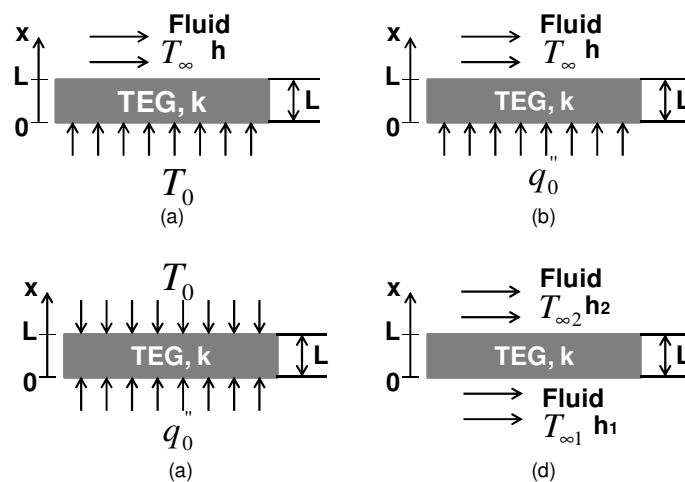 x Fluid
T∞ h
L
TEG, k L
0
T0
(a)
x Fluid
T∞ h
L
TEG, k L
0
q0"
(b)
x T0
L
TEG, k L
0
q0"
(a)
x Fluid
T∞2 h2
L
TEG, k L
0
Fluid
T∞1 h1
(d)